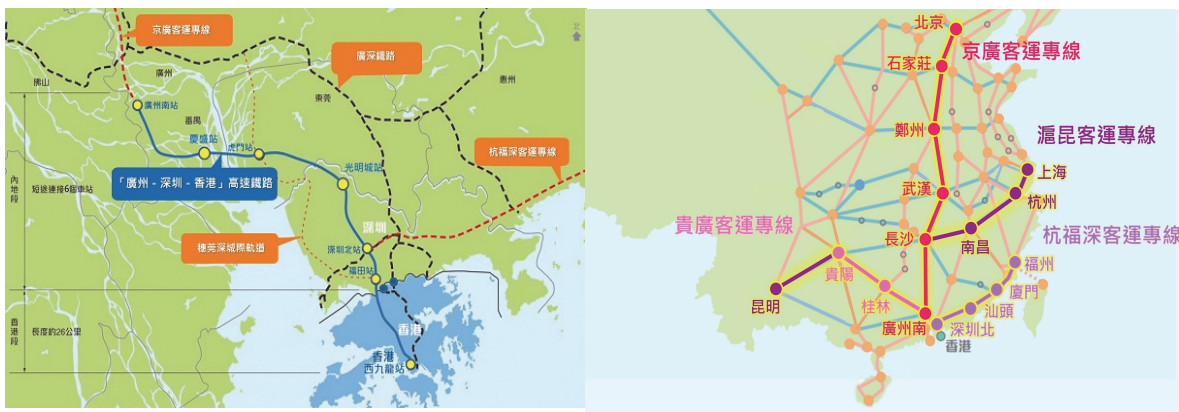 京廣客運專線
廣深鐵路
廣州
佛山
惠州
東莞
廣州南站
番禺
慶盛站
虎門站
杭福深客運專線
「廣州－深圳－香港」高速鐵路
光明城站
內地段
短途連接6個車站
穗莞深城際軌道
深圳
深圳北站
福田站
香港段
長度約26公里
香港
香港
西九龍站
北京
京廣客運專線
石家莊
鄭州
滬昆客運專線
上海
武漢
杭州
貴廣客運專線
長沙
南昌
杭福深客運專線
福州
貴陽
廈門
昆明
桂林
汕頭
廣州南
深圳北
香港